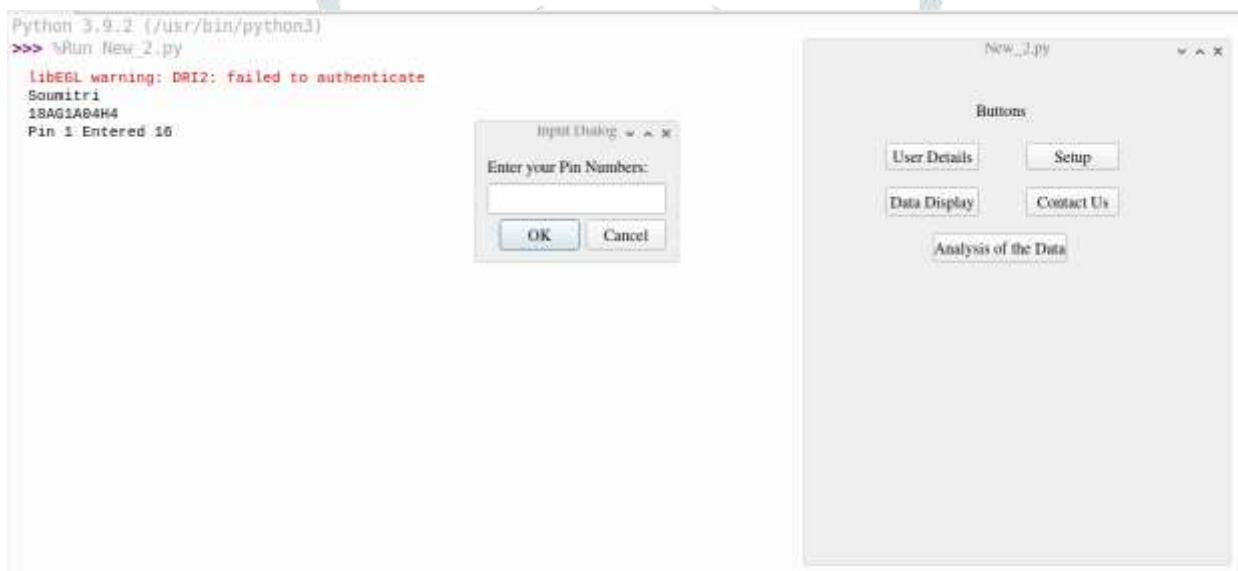 Python 3.9.2 (/usr/bin/python3)
>>> %Run New_2.py
libEGL warning: DRI2: failed to authenticate
Soumitri
18AG1A04H4
Pin 1 Entered 16
Input Dialog
Enter your Pin Numbers:
OK Cancel
New_2.py
Buttons
User Details Setup
Data Display Contact Us
Analysis of the Data